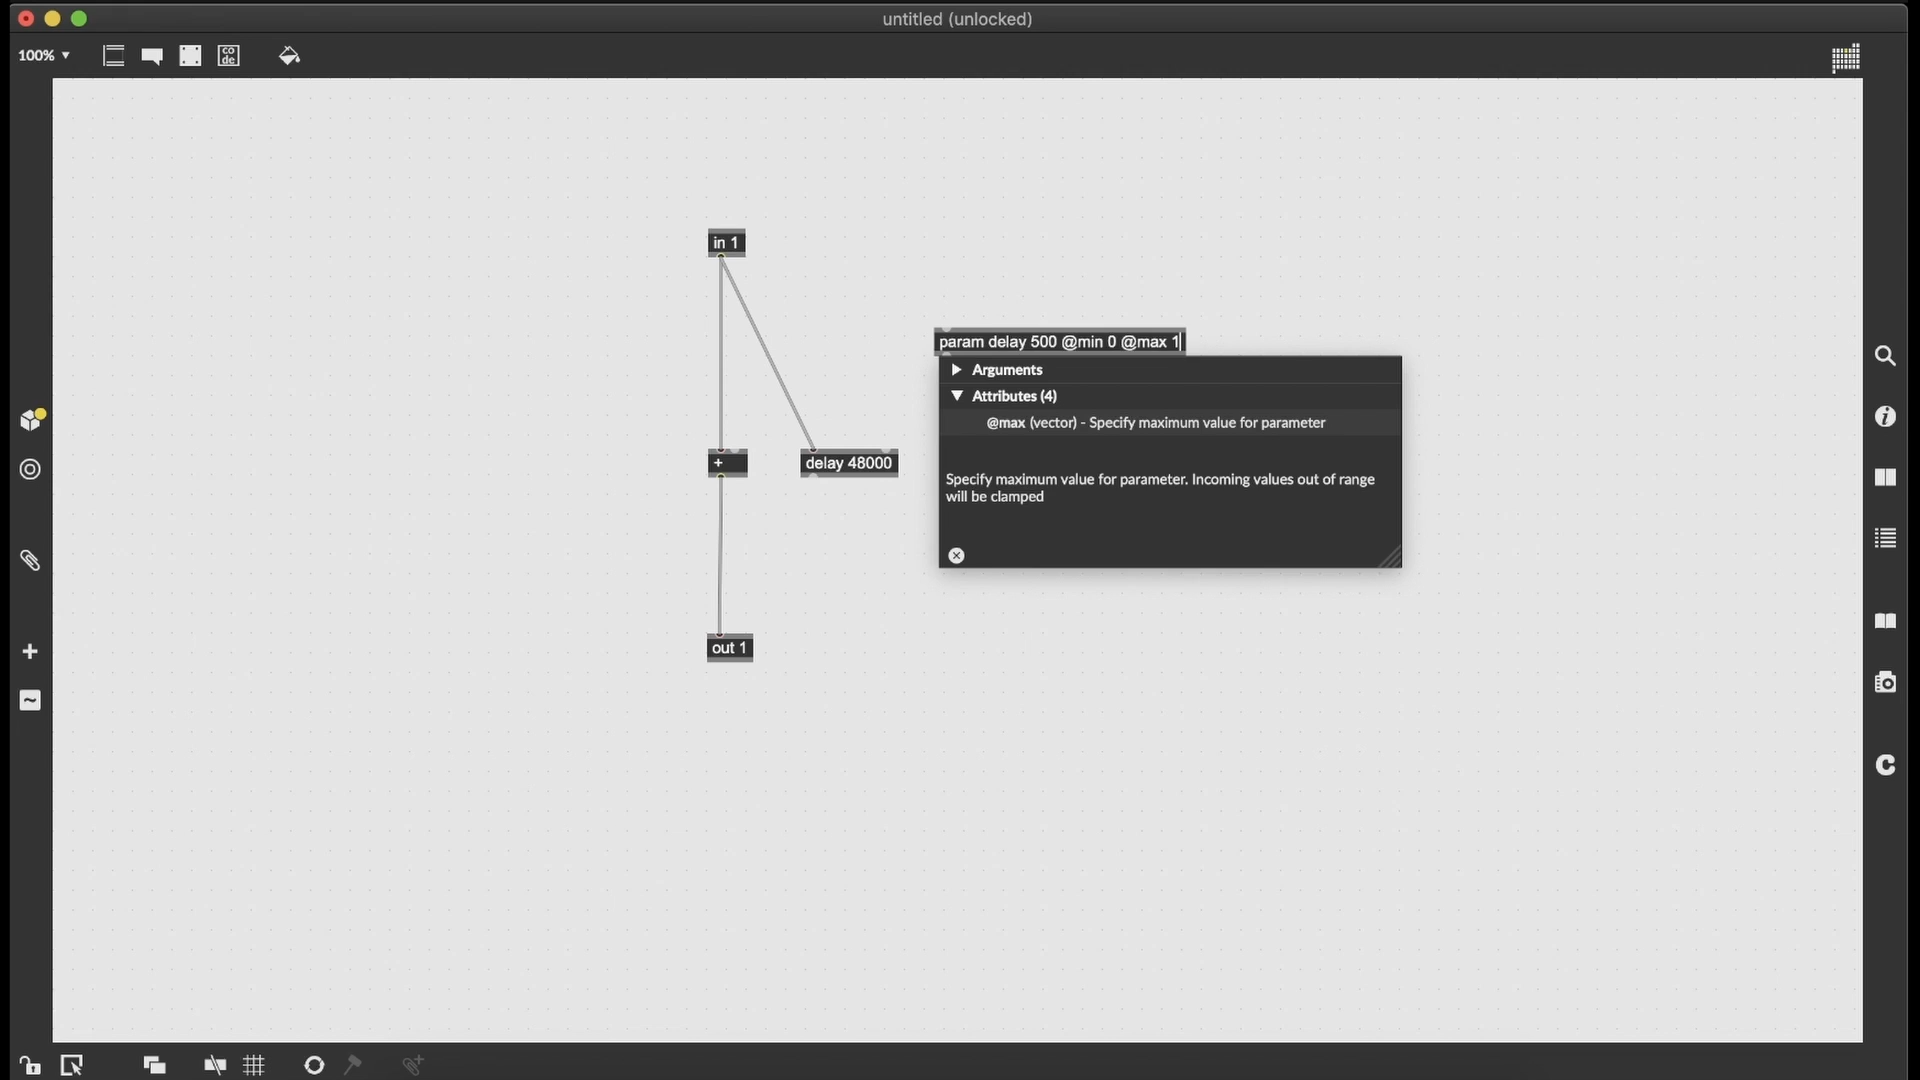 untitled (unlocked)
100%
co
de
in 1
param delay 500 @min 0 @max 1
Arguments
Attributes (4)
@max (vector) - Specify maximum value for parameter
+
delay 48000
Specify maximum value for parameter. Incoming values out of range
will be clamped
out 1